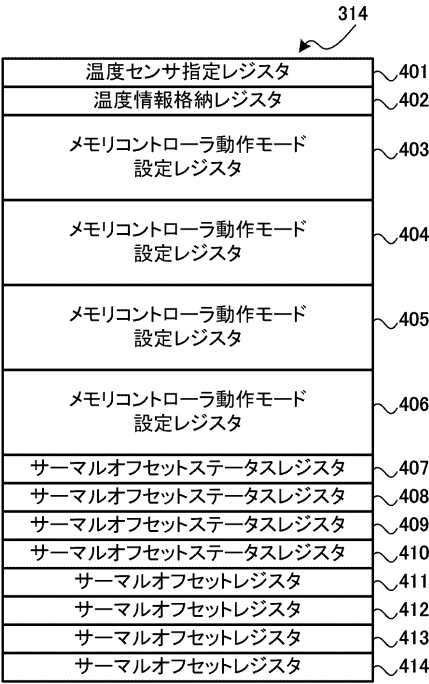 314
温度センサ指定レジスタ 401
温度情報格納レジスタ 402
メモリコントローラ動作モード
設定レジスタ 403
メモリコントローラ動作モード
設定レジスタ 404
メモリコントローラ動作モード
設定レジスタ 405
メモリコントローラ動作モード
設定レジスタ 406
サーマルオフセットステータスレジスタ 407
サーマルオフセットステータスレジスタ 408
サーマルオフセットステータスレジスタ 409
サーマルオフセットステータスレジスタ 410
サーマルオフセットレジスタ 411
サーマルオフセットレジスタ 412
サーマルオフセットレジスタ 413
サーマルオフセットレジスタ 414